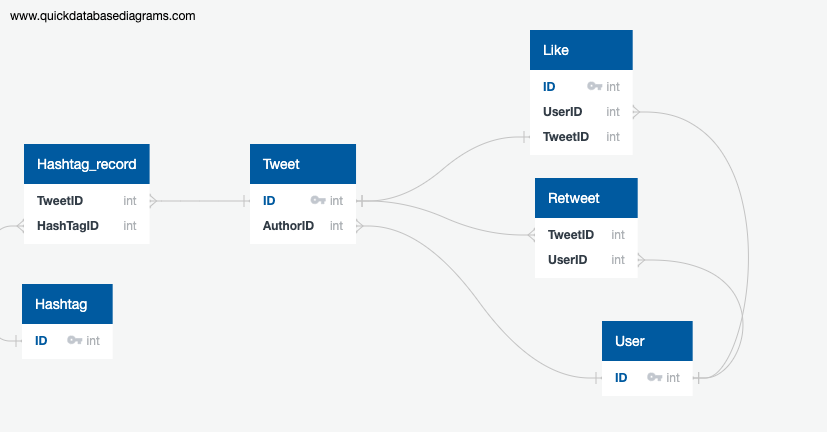 www.quickdatabasediagrams.com
Like
ID int
UserID int
TweetID int
Hashtag_record
TweetID int
HashTagID int
Tweet
ID int
AuthorID int
Retweet
TweetID int
UserID int
Hashtag
ID int
User
ID int